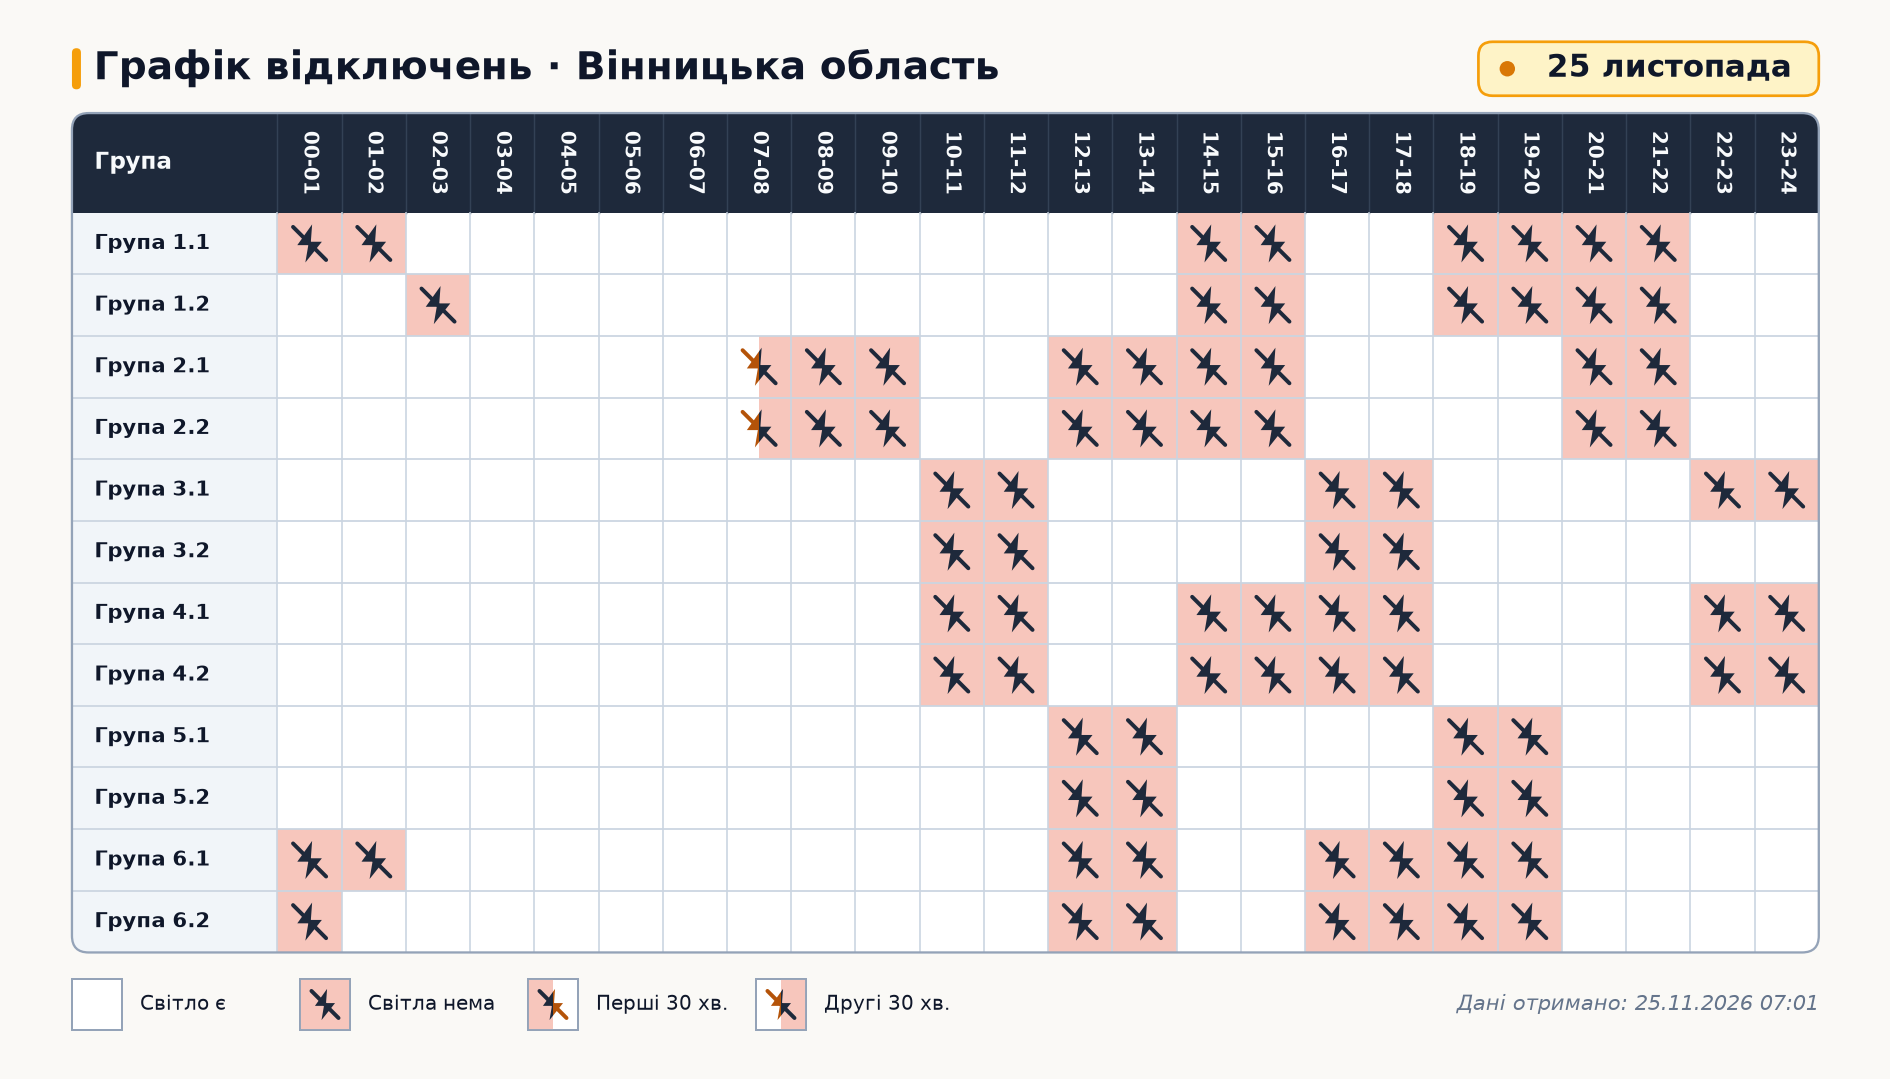 Графік відключень · Вінницька область
25 листопада
Група 00-01 01-02 02-03 03-04 04-05 05-06 06-07 07-08 08-09 09-10 10-11 11-12 12-13 13-14 14-15 15-16 16-17 17-18 18-19 19-20 20-21 21-22 22-23 23-24
Група 1.1
Група 1.2
Група 2.1
Група 2.2
Група 3.1
Група 3.2
Група 4.1
Група 4.2
Група 5.1
Група 5.2
Група 6.1
Група 6.2
Світло є Світла нема Перші 30 хв. Другі 30 хв.
Дані отримано: 25.11.2026 07:01